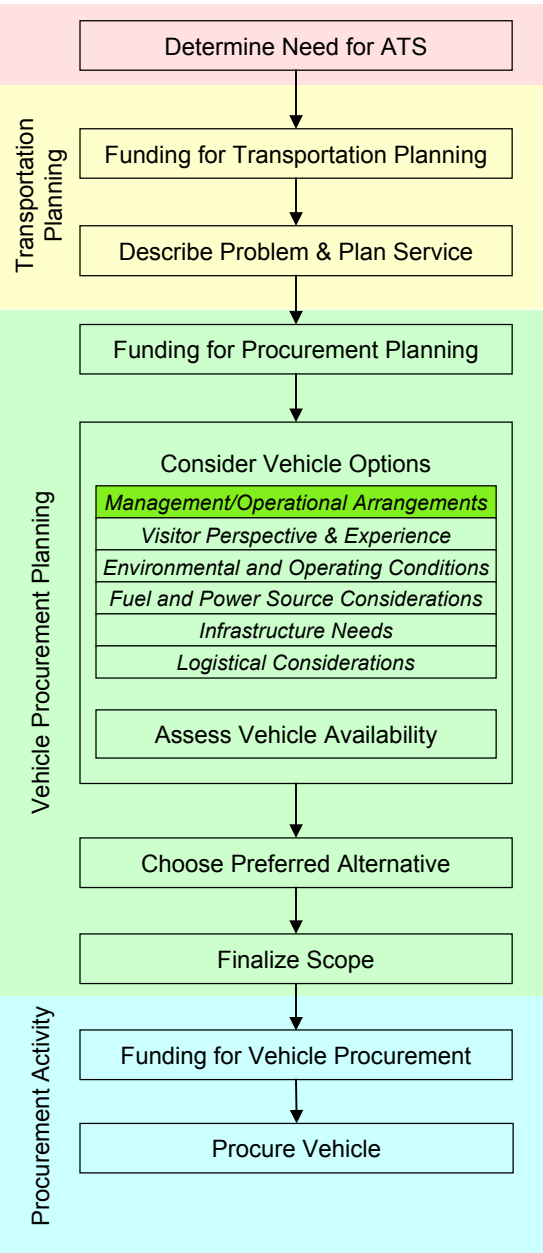 Determine Need for ATS
Transportation
Planning
Funding for Transportation Planning
Describe Problem & Plan Service
Vehicle Procurement Planning
Funding for Procurement Planning
Consider Vehicle Options
Management/Operational Arrangements
Visitor Perspective & Experience
Environmental and Operating Conditions
Fuel and Power Source Considerations
Infrastructure Needs
Logistical Considerations
Assess Vehicle Availability
Choose Preferred Alternative
Finalize Scope
Procurement Activity
Funding for Vehicle Procurement
Procure Vehicle